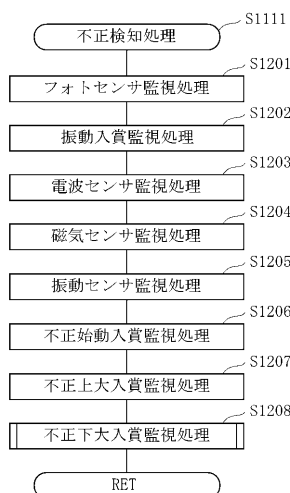 S1111
不正検知処理
S1201
フォトセンサ監視処理
S1202
振動入賞監視処理
S1203
電波センサ監視処理
S1204
磁気センサ監視処理
S1205
振動センサ監視処理
S1206
不正始動入賞監視処理
S1207
不正上大入賞監視処理
S1208
不正下大入賞監視処理
RET